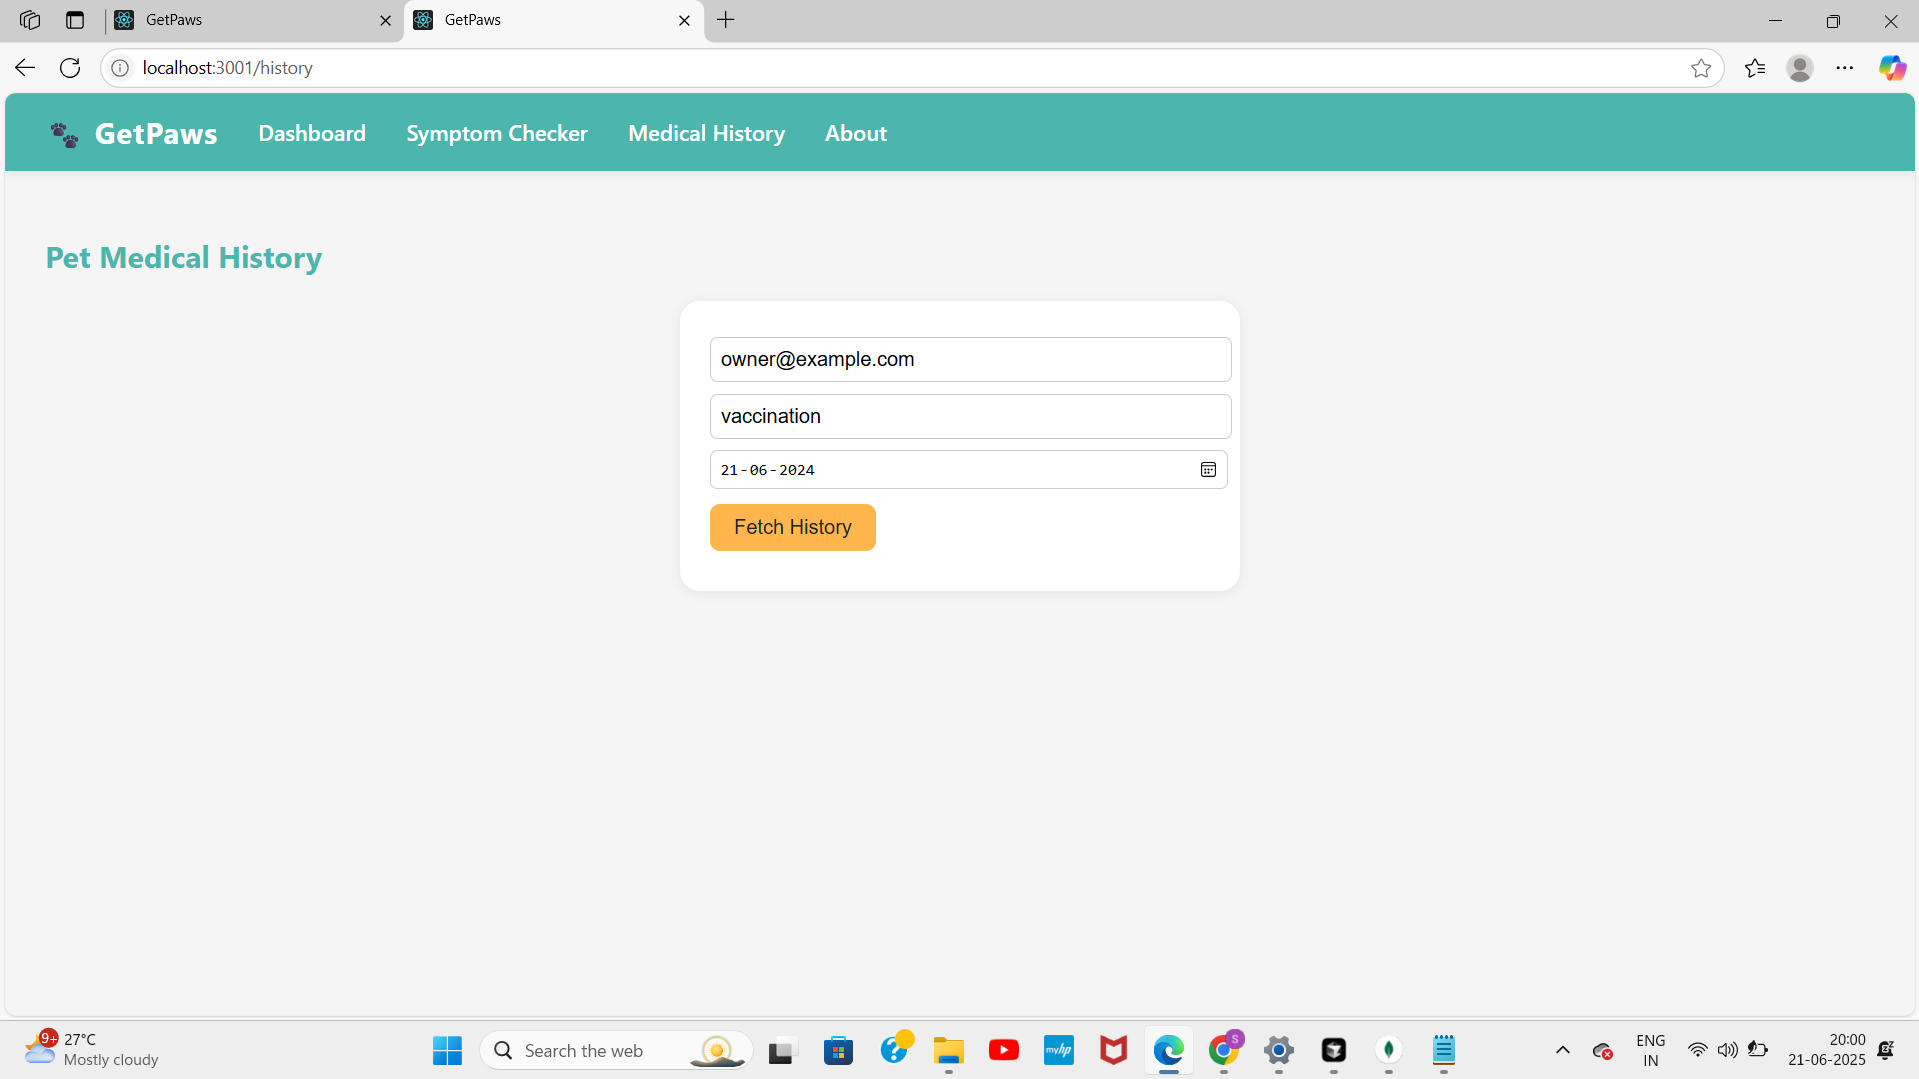 GetPaws
GetPaws
localhost:3001/history
GetPaws Dashboard Symptom Checker Medical History About
Pet Medical History
owner@example.com
vaccination
21-06-2024
Fetch History
9+
27°C
Mostly cloudy
Search the web
myhp
S
ENG
IN
20:00
21-06-2025